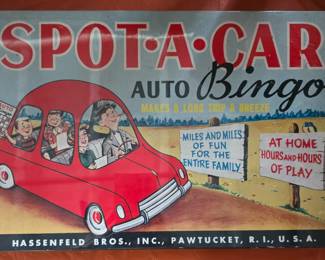 SPOT·A·CAR
AUTO Bingo
MAKES A LONG TRIP A BREEZE
MILES AND MILES
OF FUN
FOR THE
ENTIRE FAMILY
AT HOME
HOURS AND HOURS
OF PLAY
HASSENFELD BROS., INC., PAWTUCKET, R. I., U. S. A.